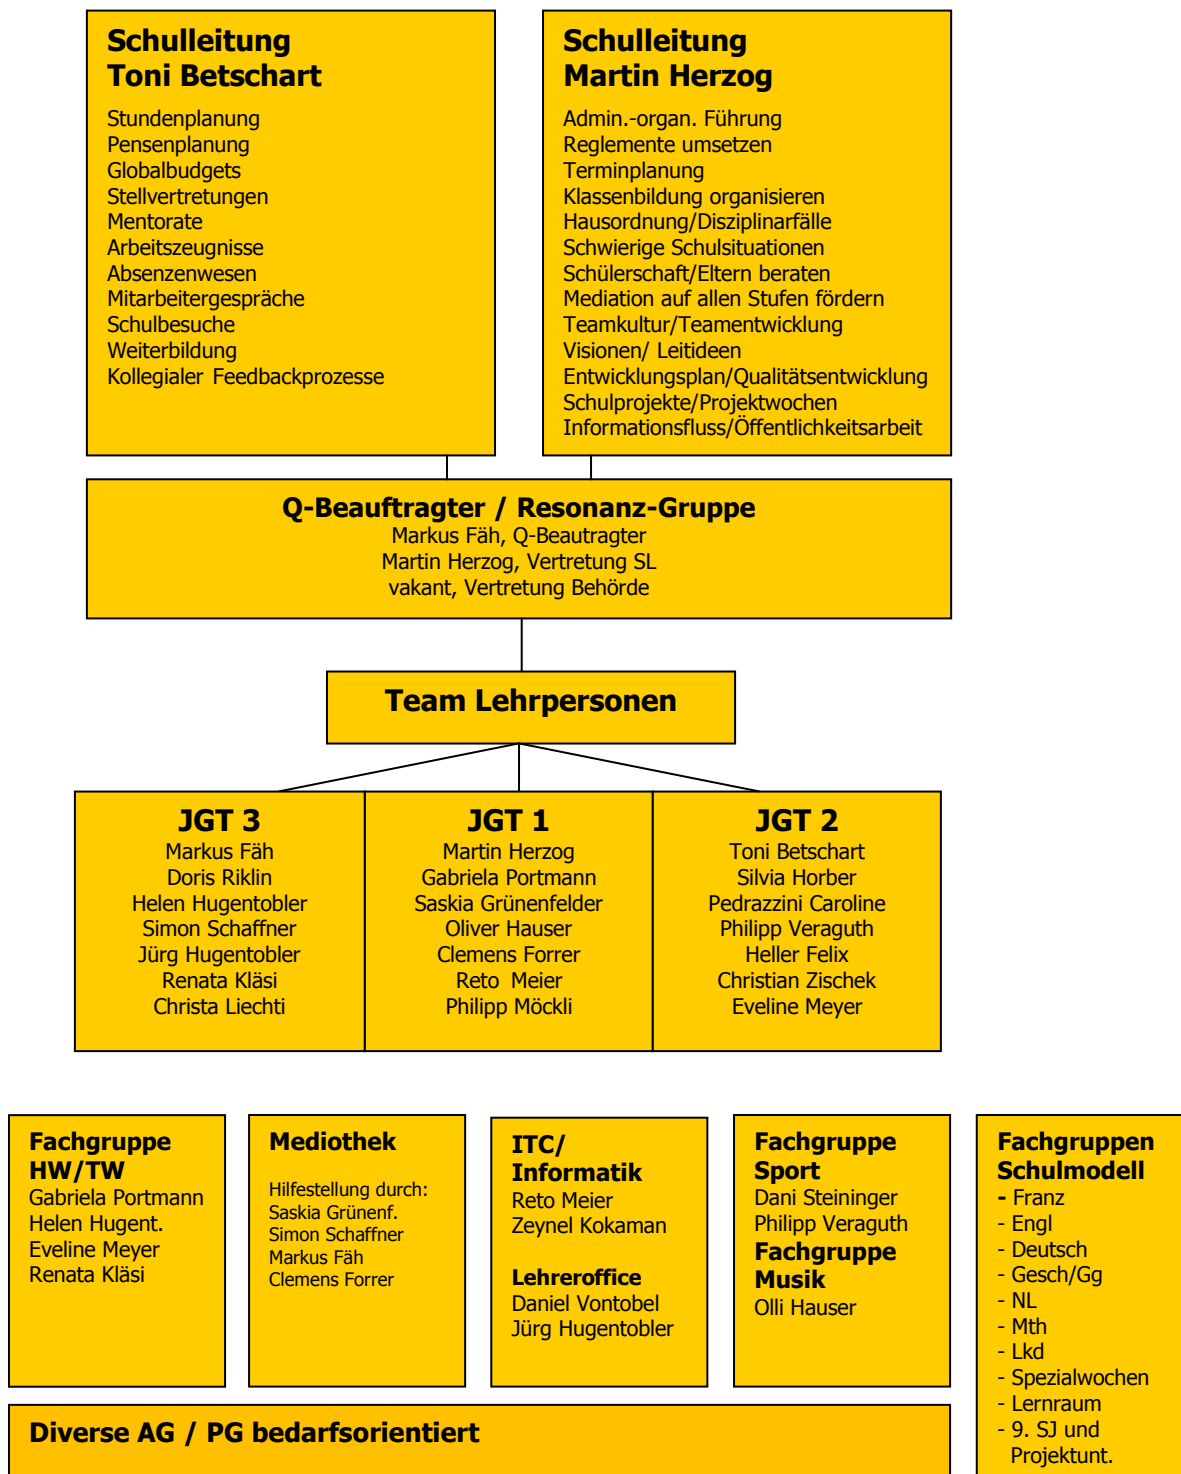 Schulleitung
Toni Betschart
Stundenplanung
Pensenplanung
Globalbudgets
Stellvertretungen
Mentorate
Arbeitszeugnisse
Absenzenwesen
Mitarbeitergespräche
Schulbesuche
Weiterbildung
Kollegialer Feedbackprozesse
Schulleitung
Martin Herzog
Admin.-organ. Führung
Reglemente umsetzen
Terminplanung
Klassenbildung organisieren
Hausordnung/Disziplinarfälle
Schwierige Schulsituationen
Schülerschaft/Eltern beraten
Mediation auf allen Stufen fördern
Teamkultur/Teamentwicklung
Visionen/ Leitideen
Entwicklungsplan/Qualitätsentwicklung
Schulprojekte/Projektwochen
Informationsfluss/Öffentlichkeitsarbeit
Q-Beauftragter / Resonanz-Gruppe
Markus Fäh, Q-Beautragter
Martin Herzog, Vertretung SL
vakant, Vertretung Behörde
Team Lehrpersonen
JGT 3
Markus Fäh
Doris Riklin
Helen Hugentobler
Simon Schaffner
Jürg Hugentobler
Renata Kläsi
Christa Liechti
JGT 1
Martin Herzog
Gabriela Portmann
Saskia Grünenfelder
Oliver Hauser
Clemens Forrer
Reto Meier
Philipp Möckli
JGT 2
Toni Betschart
Silvia Horber
Pedrazzini Caroline
Philipp Veraguth
Heller Felix
Christian Zischek
Eveline Meyer
Fachgruppe
HW/TW
Gabriela Portmann
Helen Hugent.
Eveline Meyer
Renata Kläsi
Mediothek
Hilfestellung durch:
Saskia Grünenf.
Simon Schaffner
Markus Fäh
Clemens Forrer
ITC/
Informatik
Reto Meier
Zeynel Kokaman
Lehreroffice
Daniel Vontobel
Jürg Hugentobler
Fachgruppe
Sport
Dani Steininger
Philipp Veraguth
Fachgruppe
Musik
Olli Hauser
Fachgruppen
Schulmodell
- Franz
- Engl
- Deutsch
- Gesch/Gg
- NL
- Mth
- Lkd
- Spezialwochen
- Lernraum
- 9. SJ und
Projektunt.
Diverse AG / PG bedarfsorientiert